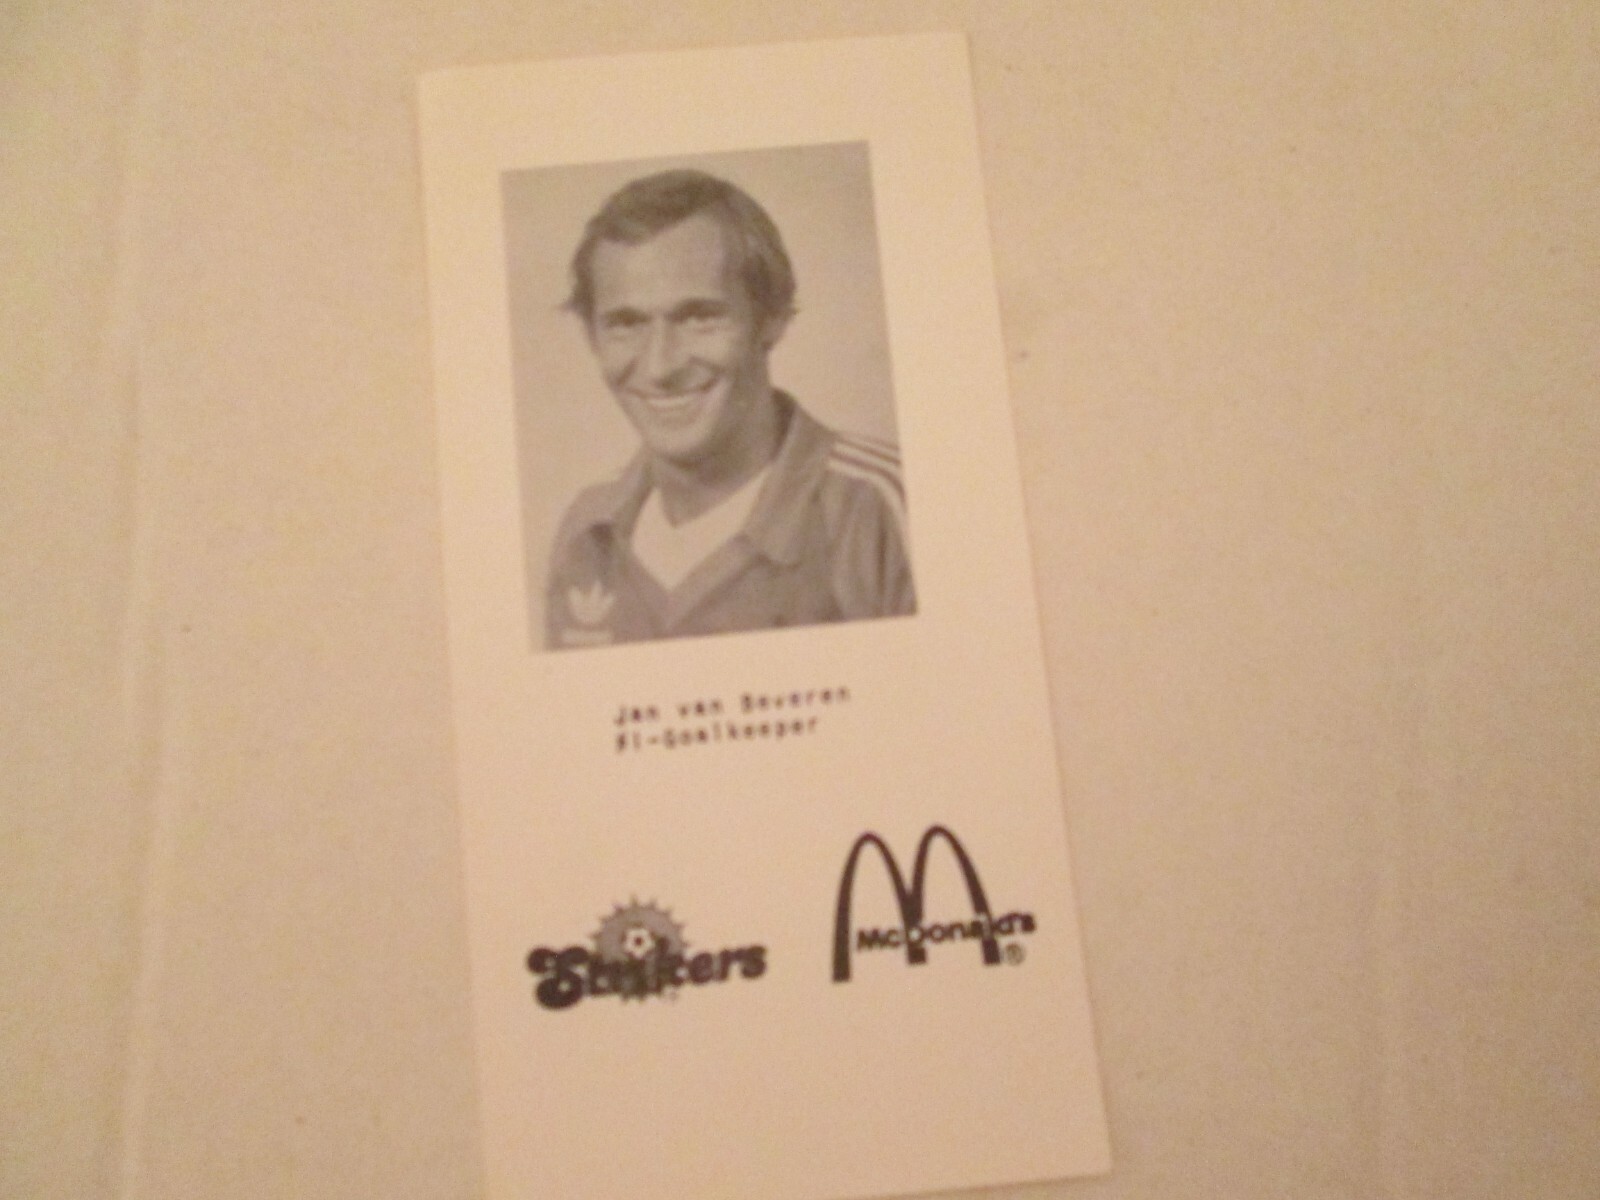 Jan van Beveren
#1-Goalkeeper
Strikers
McDonald's
®